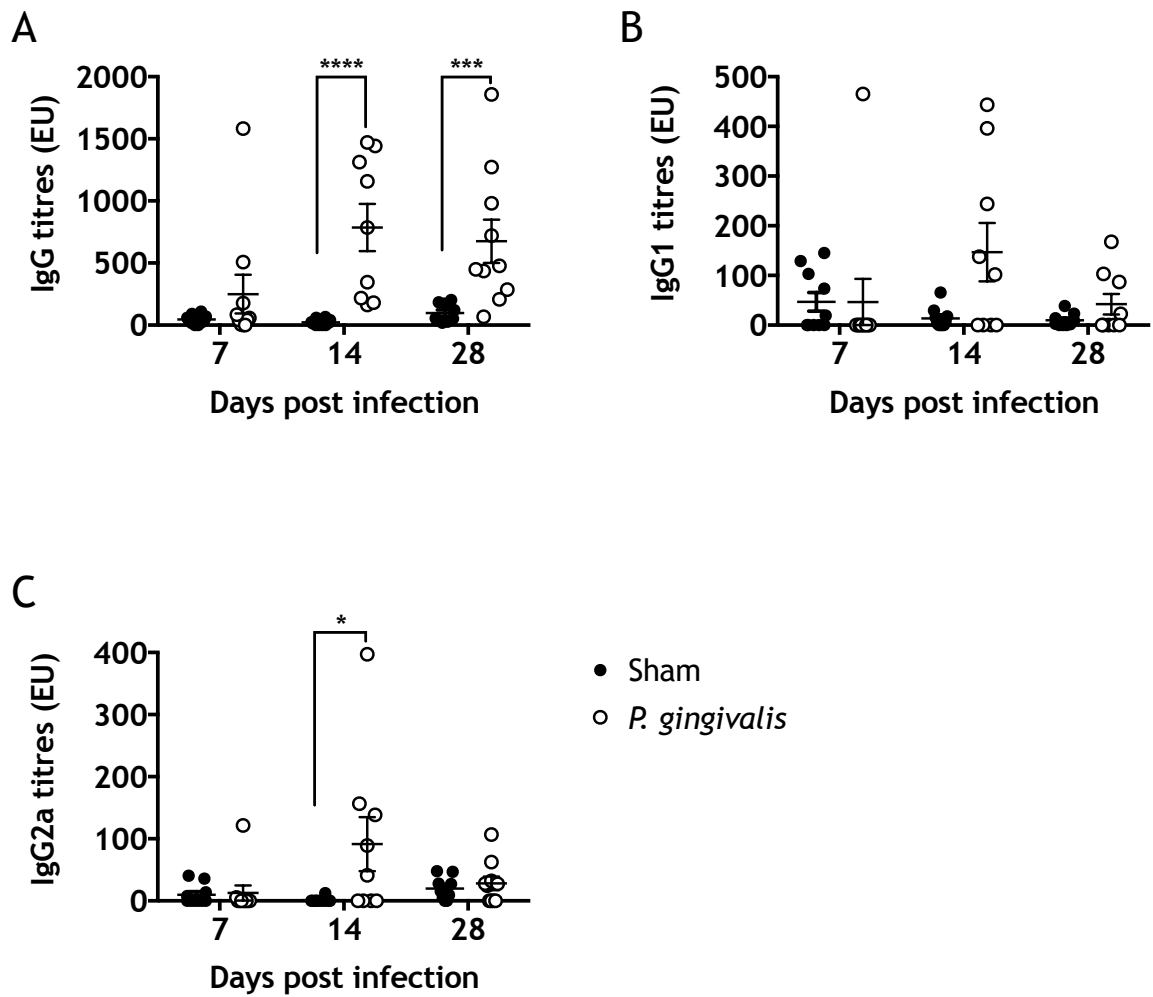 A
IgG titres (EU)
2000
1500
1000
500
0
****
***
7 14 28
Days post infection
B
IgG1 titres (EU)
500
400
300
200
100
0
7 14 28
Days post infection
C
IgG2a titres (EU)
400
300
200
100
0
*
7 14 28
Days post infection
Sham
P. gingivalis